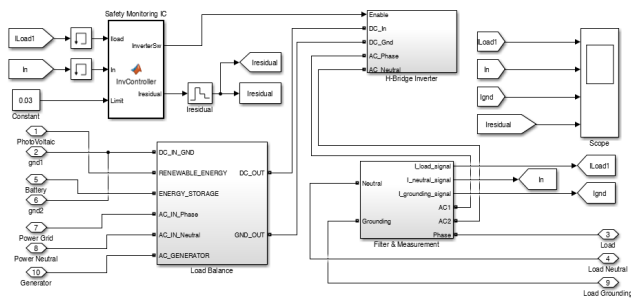 Safety Monitoring IC
ILoad1
Iload
InverterSw
In
In
InvController
Iresidual
0.03
Limit
Constant
Iresidual
Iresidual
Iresidual
Enable
DC_In
DC_Gnd
AC_Phase
AC_Neutral
H-Bridge Inverter
ILoad1
In
Ignd
Iresidual
Scope
1
PhotoVoltaic
2
gnd1
5
Battery
6
gnd2
7
Power Grid
8
Power Neutral
10
Generator
DC_IN_GND
RENEWABLE_ENERGY
DC_OUT
ENERGY_STORAGE
AC_IN_Phase
AC_IN_Neutral
GND_OUT
AC_GENERATOR
Load Balance
I_load_signal
Neutral
I_neutral_signal
I_grounding_signal
AC1
Grounding
AC2
Phase
Filter & Measurement
ILoad1
In
Ignd
3
Load
4
Load Neutral
9
Load Grounding